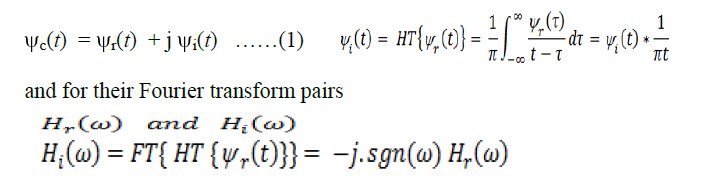 ψc(t) = ψr(t) + j ψi(t) ……(1) ψi(t) = HT{ψr(t)} = 1/π ∫_{-∞}^{∞} ψr(τ)/(t − τ) dτ = ψi(t) * 1/πt
and for their Fourier transform pairs
Hr(ω) and Hi(ω)
Hi(ω) = FT{ HT {ψr(t)}} = −j.sgn(ω) Hr(ω)